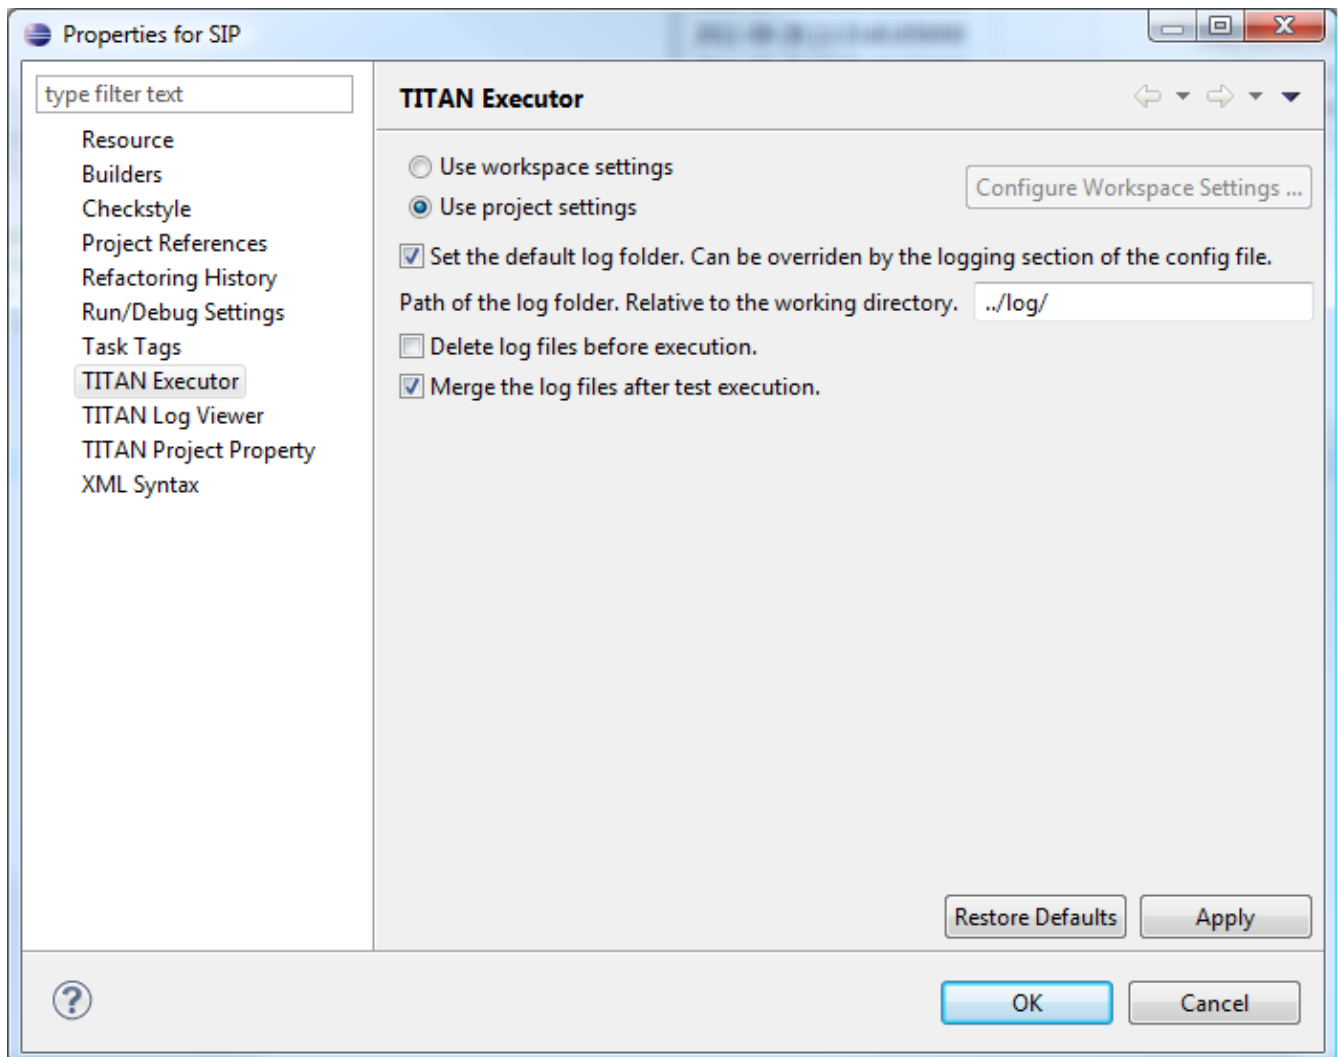 Properties for SIP
type filter text
Resource
Builders
Checkstyle
Project References
Refactoring History
Run/Debug Settings
Task Tags
TITAN Executor
TITAN Log Viewer
TITAN Project Property
XML Syntax
TITAN Executor
Use workspace settings
Configure Workspace Settings ...
Use project settings
Set the default log folder. Can be overriden by the logging section of the config file.
Path of the log folder. Relative to the working directory. ../log/
Delete log files before execution.
Merge the log files after test execution.
Restore Defaults Apply
OK Cancel